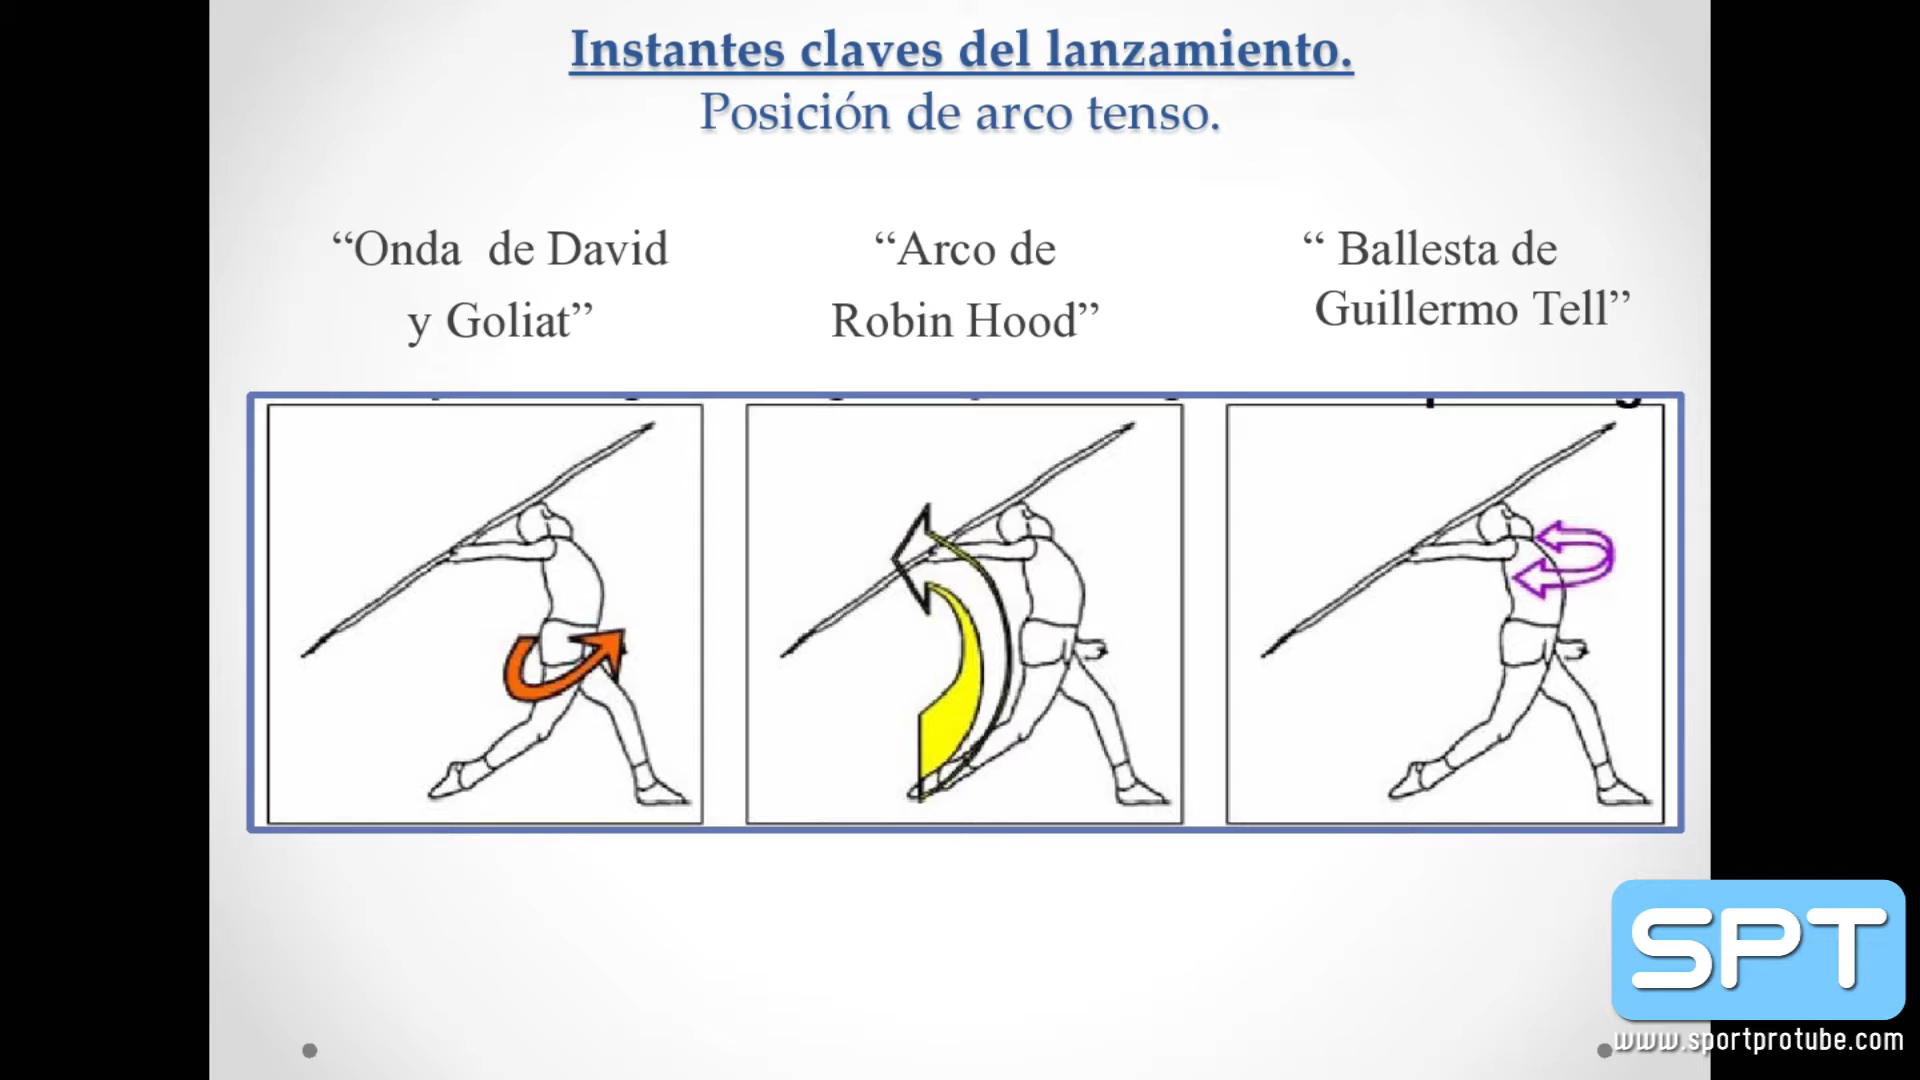 Instantes claves del lanzamiento.
Posición de arco tenso.
“Onda de David
y Goliat”
“Arco de
Robin Hood”
“ Ballesta de
Guillermo Tell”
SPT
www.sportprotube.com